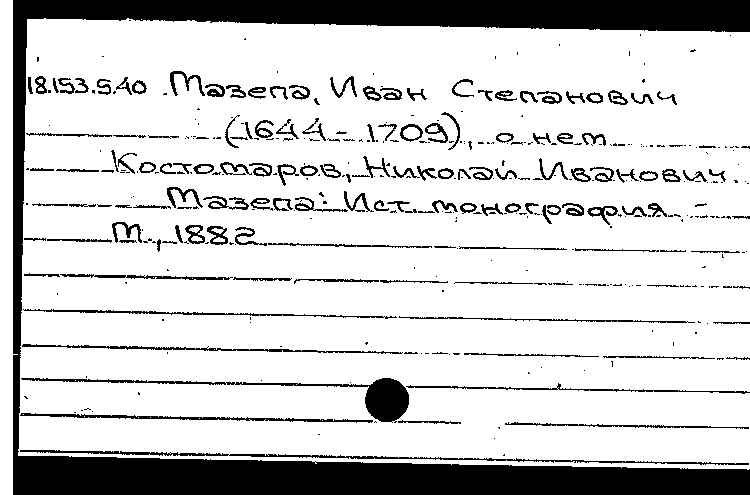 18.153.5.40 Мазепа, Иван Степанович
(1644 - 1709), о нем
Костомаров, Николай Иванович.
Мазепа: Ист. монография. -
М., 1882